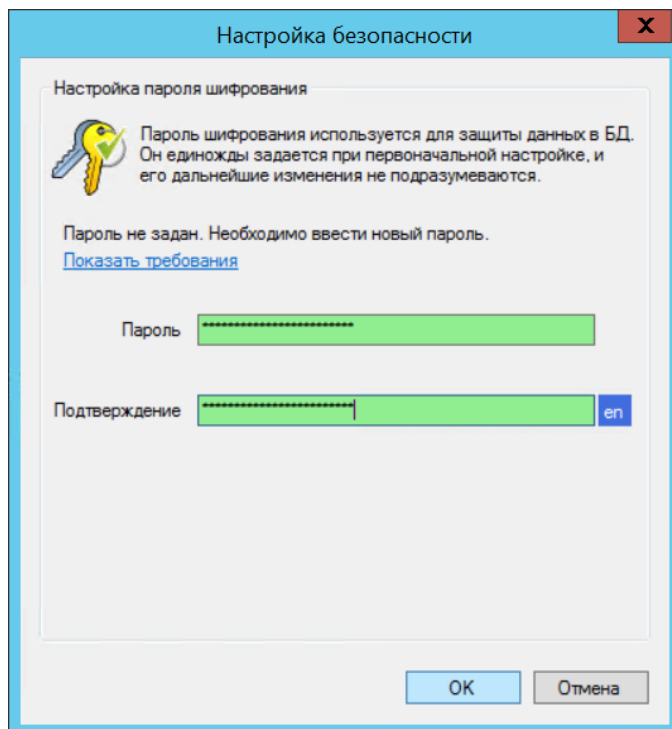 Настройка безопасности
X
Настройка пароля шифрования
Пароль шифрования используется для защиты данных в БД.
Он единожды задается при первоначальной настройке, и
его дальнейшие изменения не подразумеваются.
Пароль не задан. Необходимо ввести новый пароль.
Показать требования
Пароль *************************
Подтверждение ************************* en
OK Отмена